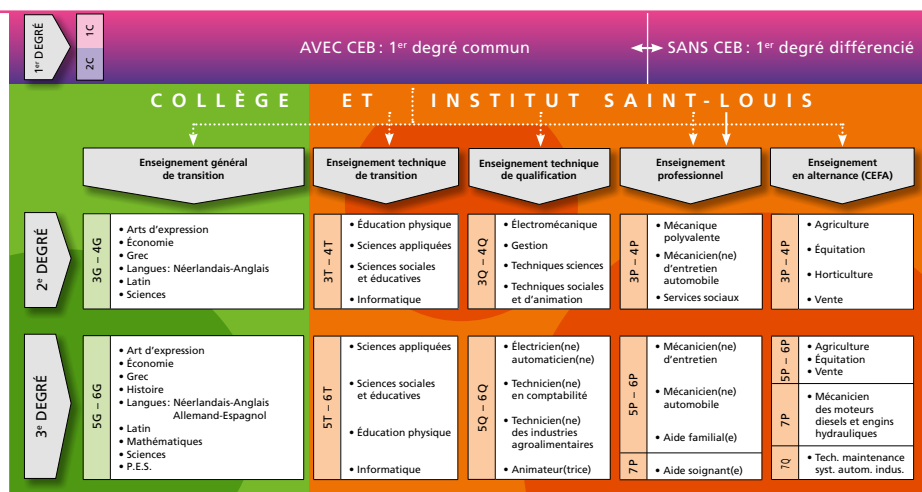 1er DEGRÉ
1C
2C
AVEC CEB : 1er degré commun
SANS CEB : 1er degré différencié
COLLÈGE ET INSTITUT SAINT-LOUIS
Enseignement général
de transition
Enseignement technique
de transition
Enseignement technique
de qualification
Enseignement
professionnel
Enseignement
en alternance (CEFA)
2e DEGRÉ
3G – 4G
• Arts d'expression
• Économie
• Grec
• Langues : Néerlandais-Anglais
• Latin
• Sciences
3T – 4T
• Éducation physique
• Sciences appliquées
• Sciences sociales
et éducatives
• Informatique
3Q – 4Q
• Électromécanique
• Gestion
• Techniques sciences
• Techniques sociales
et d'animation
3P – 4P
• Mécanique
polyvalente
• Mécanicien(ne)
d'entretien
automobile
• Services sociaux
3P – 4P
• Agriculture
• Équitation
• Horticulture
• Vente
3e DEGRÉ
5G – 6G
• Art d'expression
• Économie
• Grec
• Histoire
• Langues : Néerlandais-Anglais
Allemand-Espagnol
• Latin
• Mathématiques
• Sciences
• P.E.S.
5T – 6T
• Sciences appliquées
• Sciences sociales
et éducatives
• Éducation physique
• Informatique
5Q – 6Q
• Électricien(ne)
automaticien(ne)
• Technicien(ne)
en comptabilité
• Technicien(ne)
des industries
agroalimentaires
• Animateur(trice)
5P – 6P
• Mécanicien(ne)
d'entretien
• Mécanicien(ne)
automobile
• Aide familial(e)
7P
• Aide soignant(e)
5P – 6P
• Agriculture
• Équitation
• Vente
7P
• Mécanicien
des moteurs
diesels et engins
hydrauliques
7Q
• Tech. maintenance
syst. autom. indus.